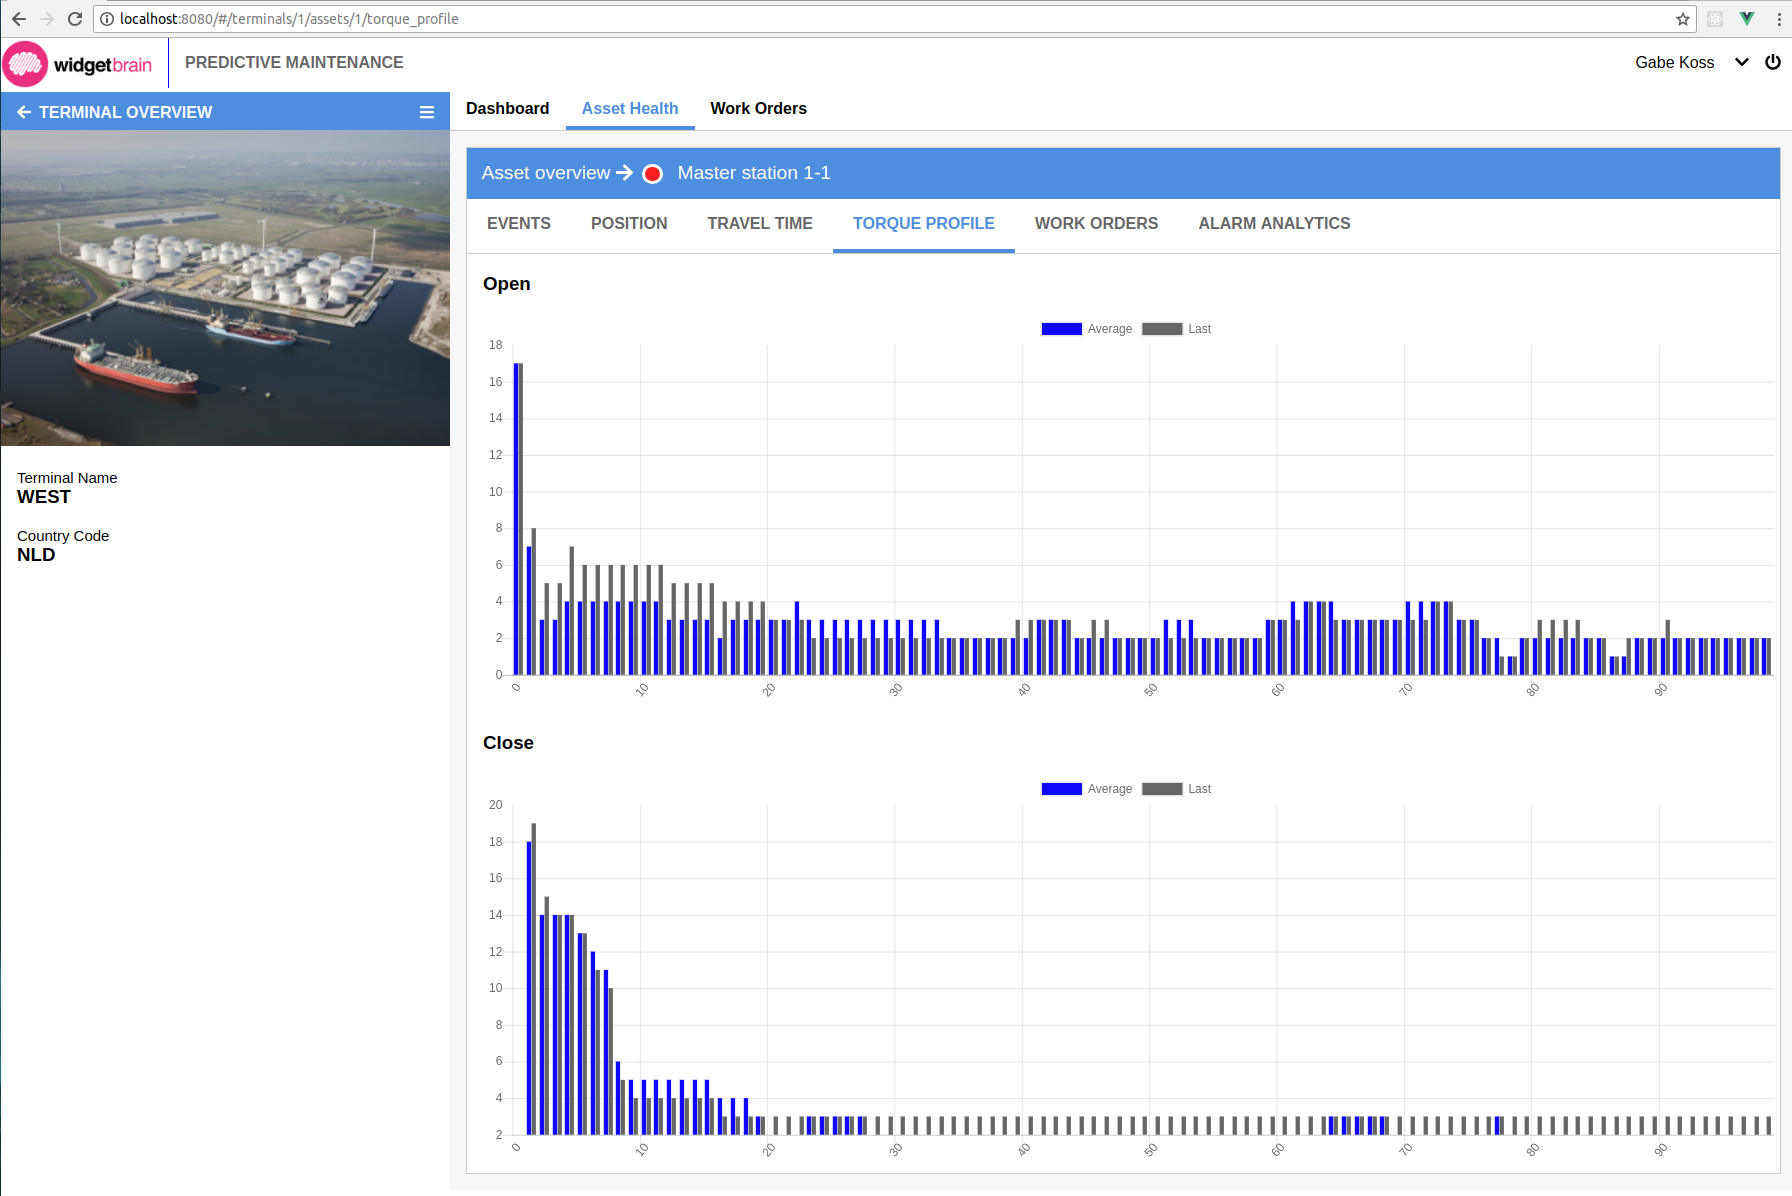 localhost:8080/#/terminals/1/assets/1/torque_profile
widgetbrain
PREDICTIVE MAINTENANCE
Gabe Koss
TERMINAL OVERVIEW
Dashboard Asset Health Work Orders
Asset overview Master station 1-1
EVENTS POSITION TRAVEL TIME TORQUE PROFILE WORK ORDERS ALARM ANALYTICS
Terminal Name
WEST
Country Code
NLD
Open
Average Last
18
16
14
12
10
8
6
4
2
0
0 10 20 30 40 50 60 70 80 90
Close
Average Last
20
18
16
14
12
10
8
6
4
2
0 10 20 30 40 50 60 70 80 90